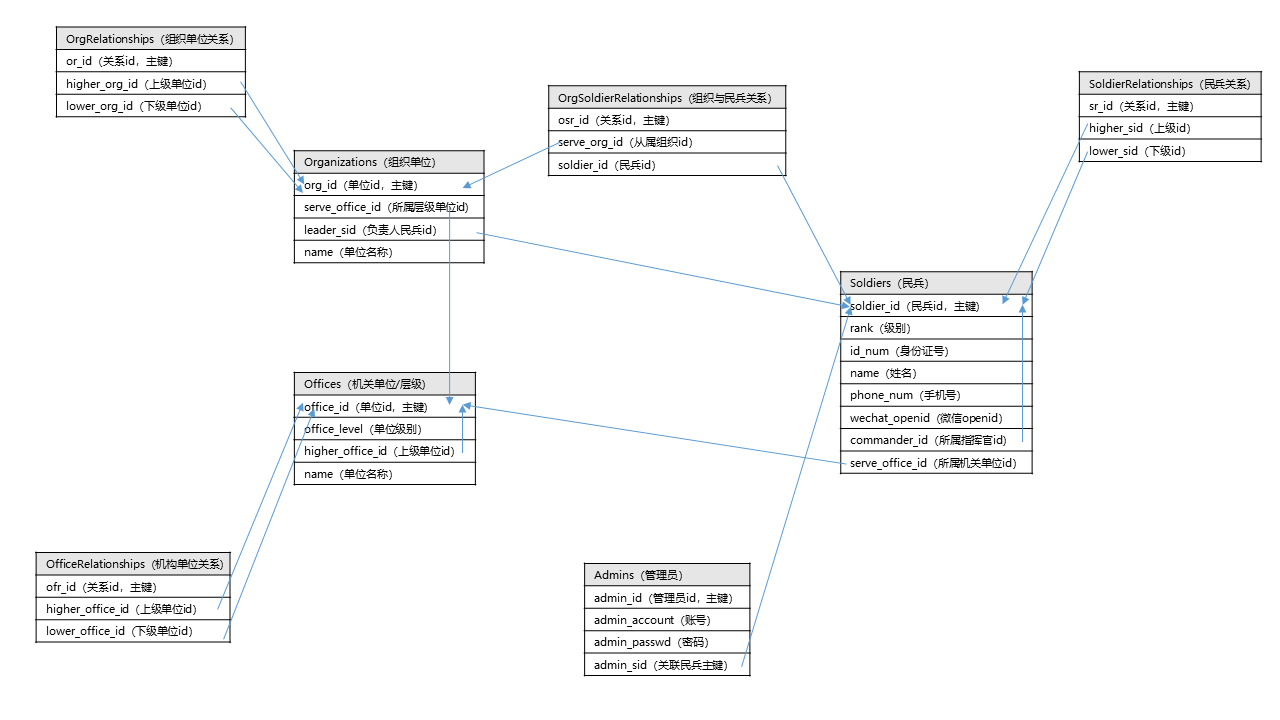 OrgRelationships（组织单位关系）
or_id（关系id，主键）
higher_org_id（上级单位id）
lower_org_id（下级单位id）
OrgSoldierRelationships（组织与民兵关系）
osr_id（关系id，主键）
serve_org_id（从属组织id）
soldier_id（民兵id）
SoldierRelationships（民兵关系）
sr_id（关系id，主键）
higher_sid（上级id）
lower_sid（下级id）
Organizations（组织单位）
org_id（单位id，主键）
serve_office_id（所属层级单位id）
leader_sid（负责人民兵id）
name（单位名称）
Soldiers（民兵）
soldier_id（民兵id，主键）
rank（级别）
id_num（身份证号）
name（姓名）
phone_num（手机号）
wechat_openid（微信openid）
commander_id（所属指挥官id）
serve_office_id（所属机关单位id）
Offices（机关单位/层级）
office_id（单位id，主键）
office_level（单位级别）
higher_office_id（上级单位id）
name（单位名称）
OfficeRelationships（机构单位关系）
ofr_id（关系id，主键）
higher_office_id（上级单位id）
lower_office_id（下级单位id）
Admins（管理员）
admin_id（管理员id，主键）
admin_account（账号）
admin_passwd（密码）
admin_sid（关联民兵主键）